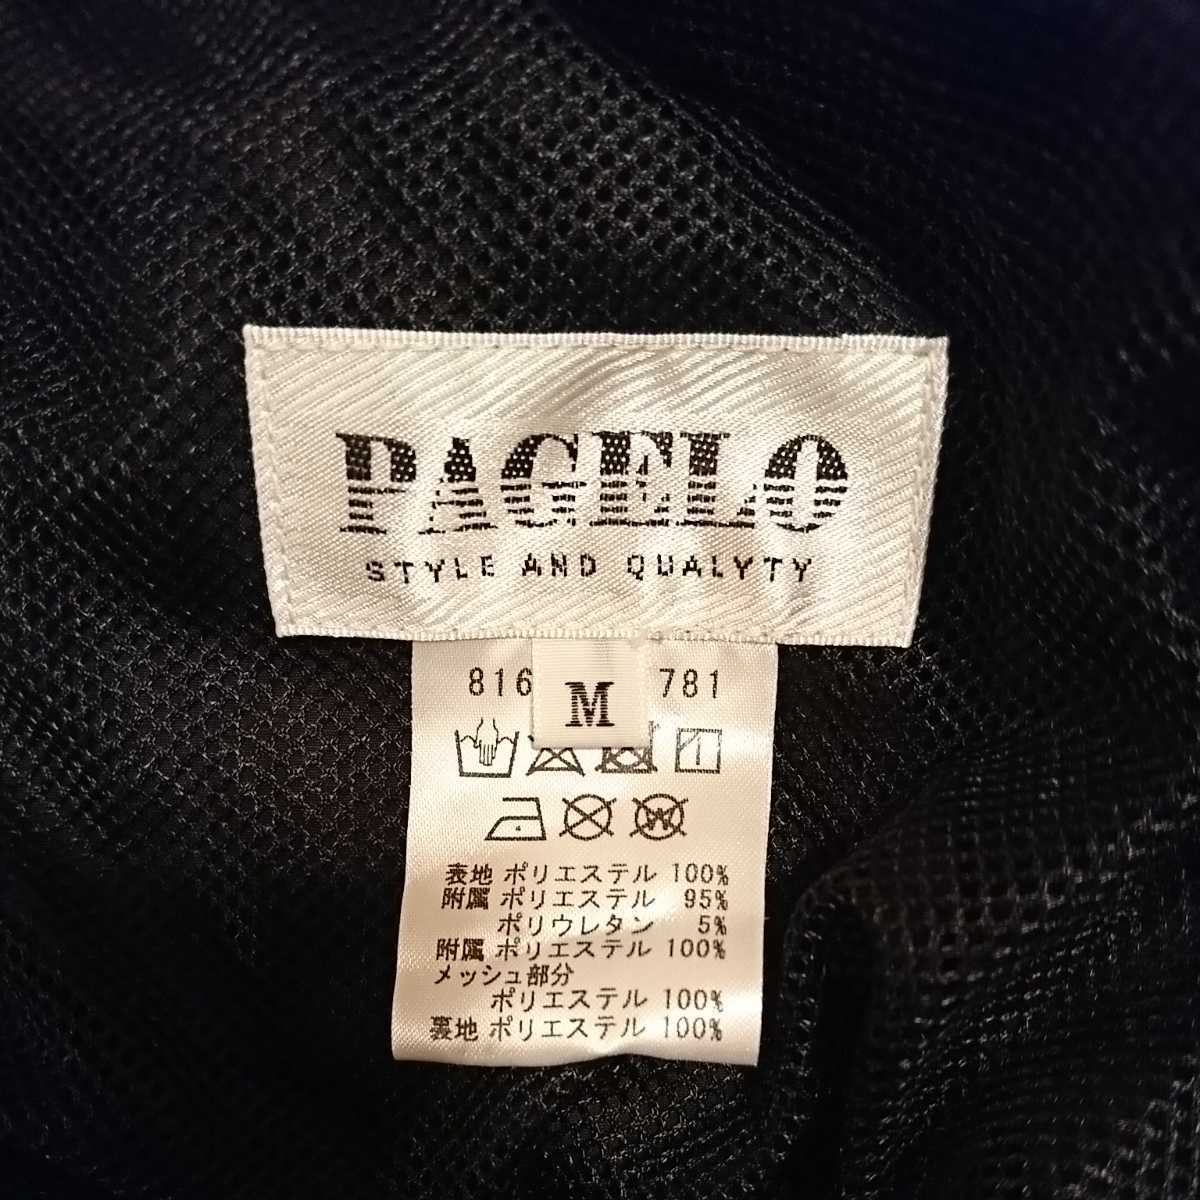 PAGELO
STYLE AND QUALYTY
816 M 781
表地 ポリエステル 100%
附属 ポリエステル 95%
ポリウレタン 5%
附属 ポリエステル 100%
メッシュ部分
ポリエステル 100%
裏地 ポリエステル 100%